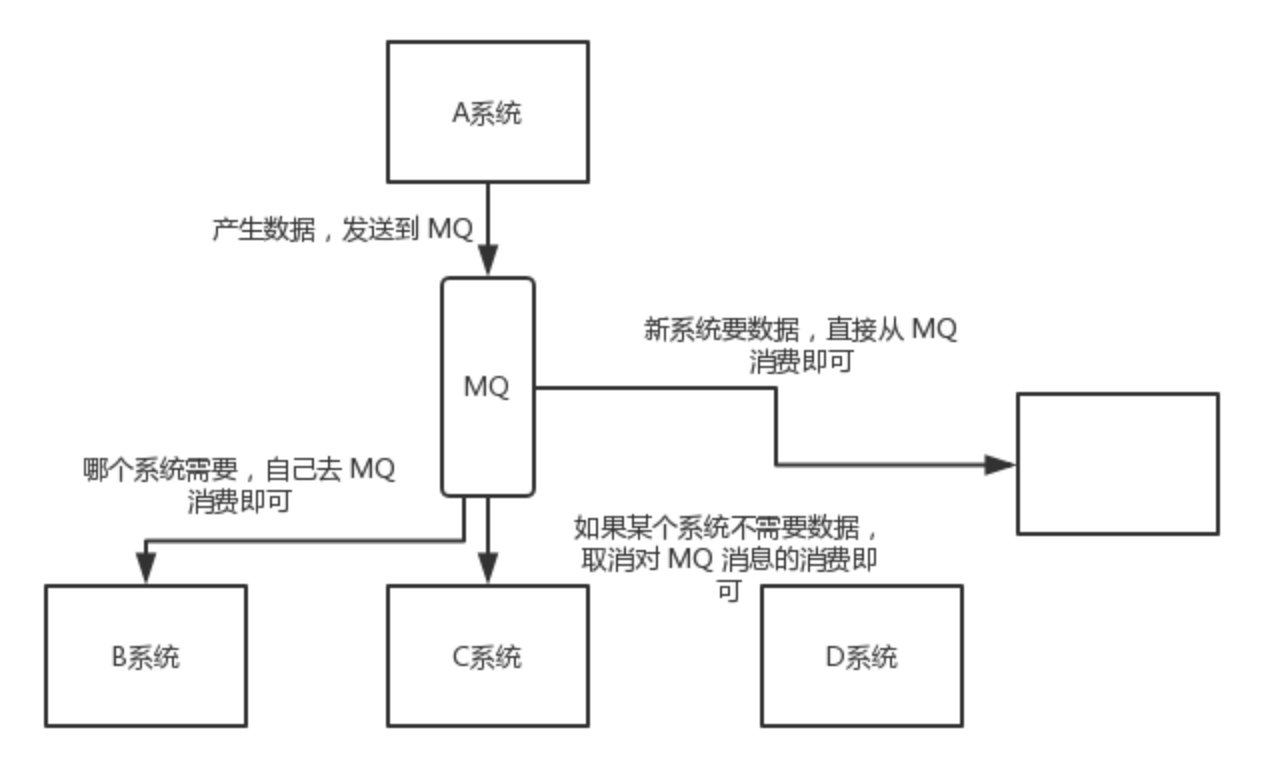 A系统
产生数据，发送到 MQ
新系统要数据，直接从 MQ
消费即可
MQ
哪个系统需要，自己去 MQ
消费即可
如果某个系统不需要数据，
取消对 MQ 消息的消费即
可
B系统
C系统
D系统